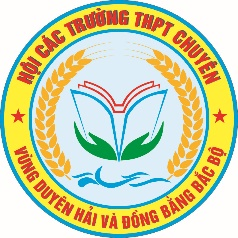 HỘI CÁC TRƯỜNG THPT CHUYÊN
VÙNG DUYÊN HẢI VÀ ĐỒNG BẰNG BẮC BỘ